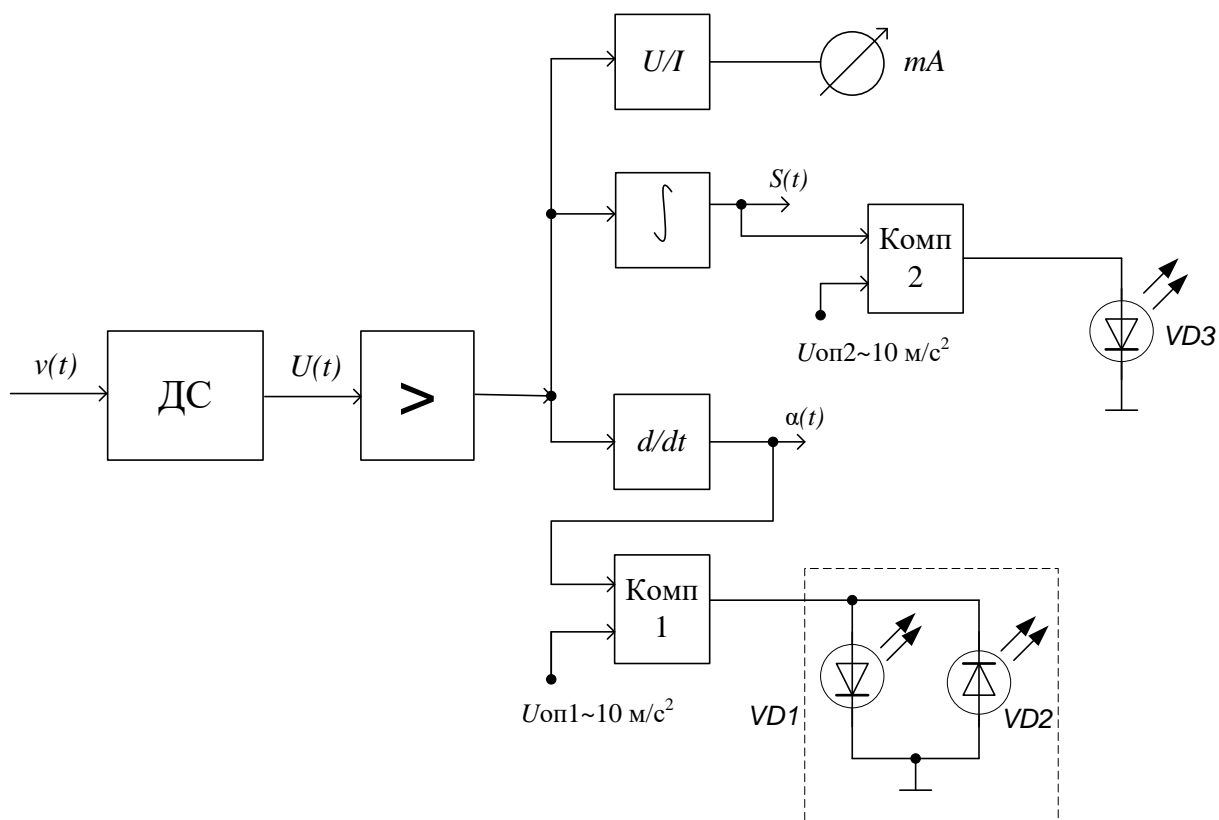 U/I
mA
∫
S(t)
Комп
2
Uоп2~10 м/с²
VD3
v(t)
ДС
U(t)
>
d/dt
α(t)
Комп
1
Uоп1~10 м/с²
VD1
VD2